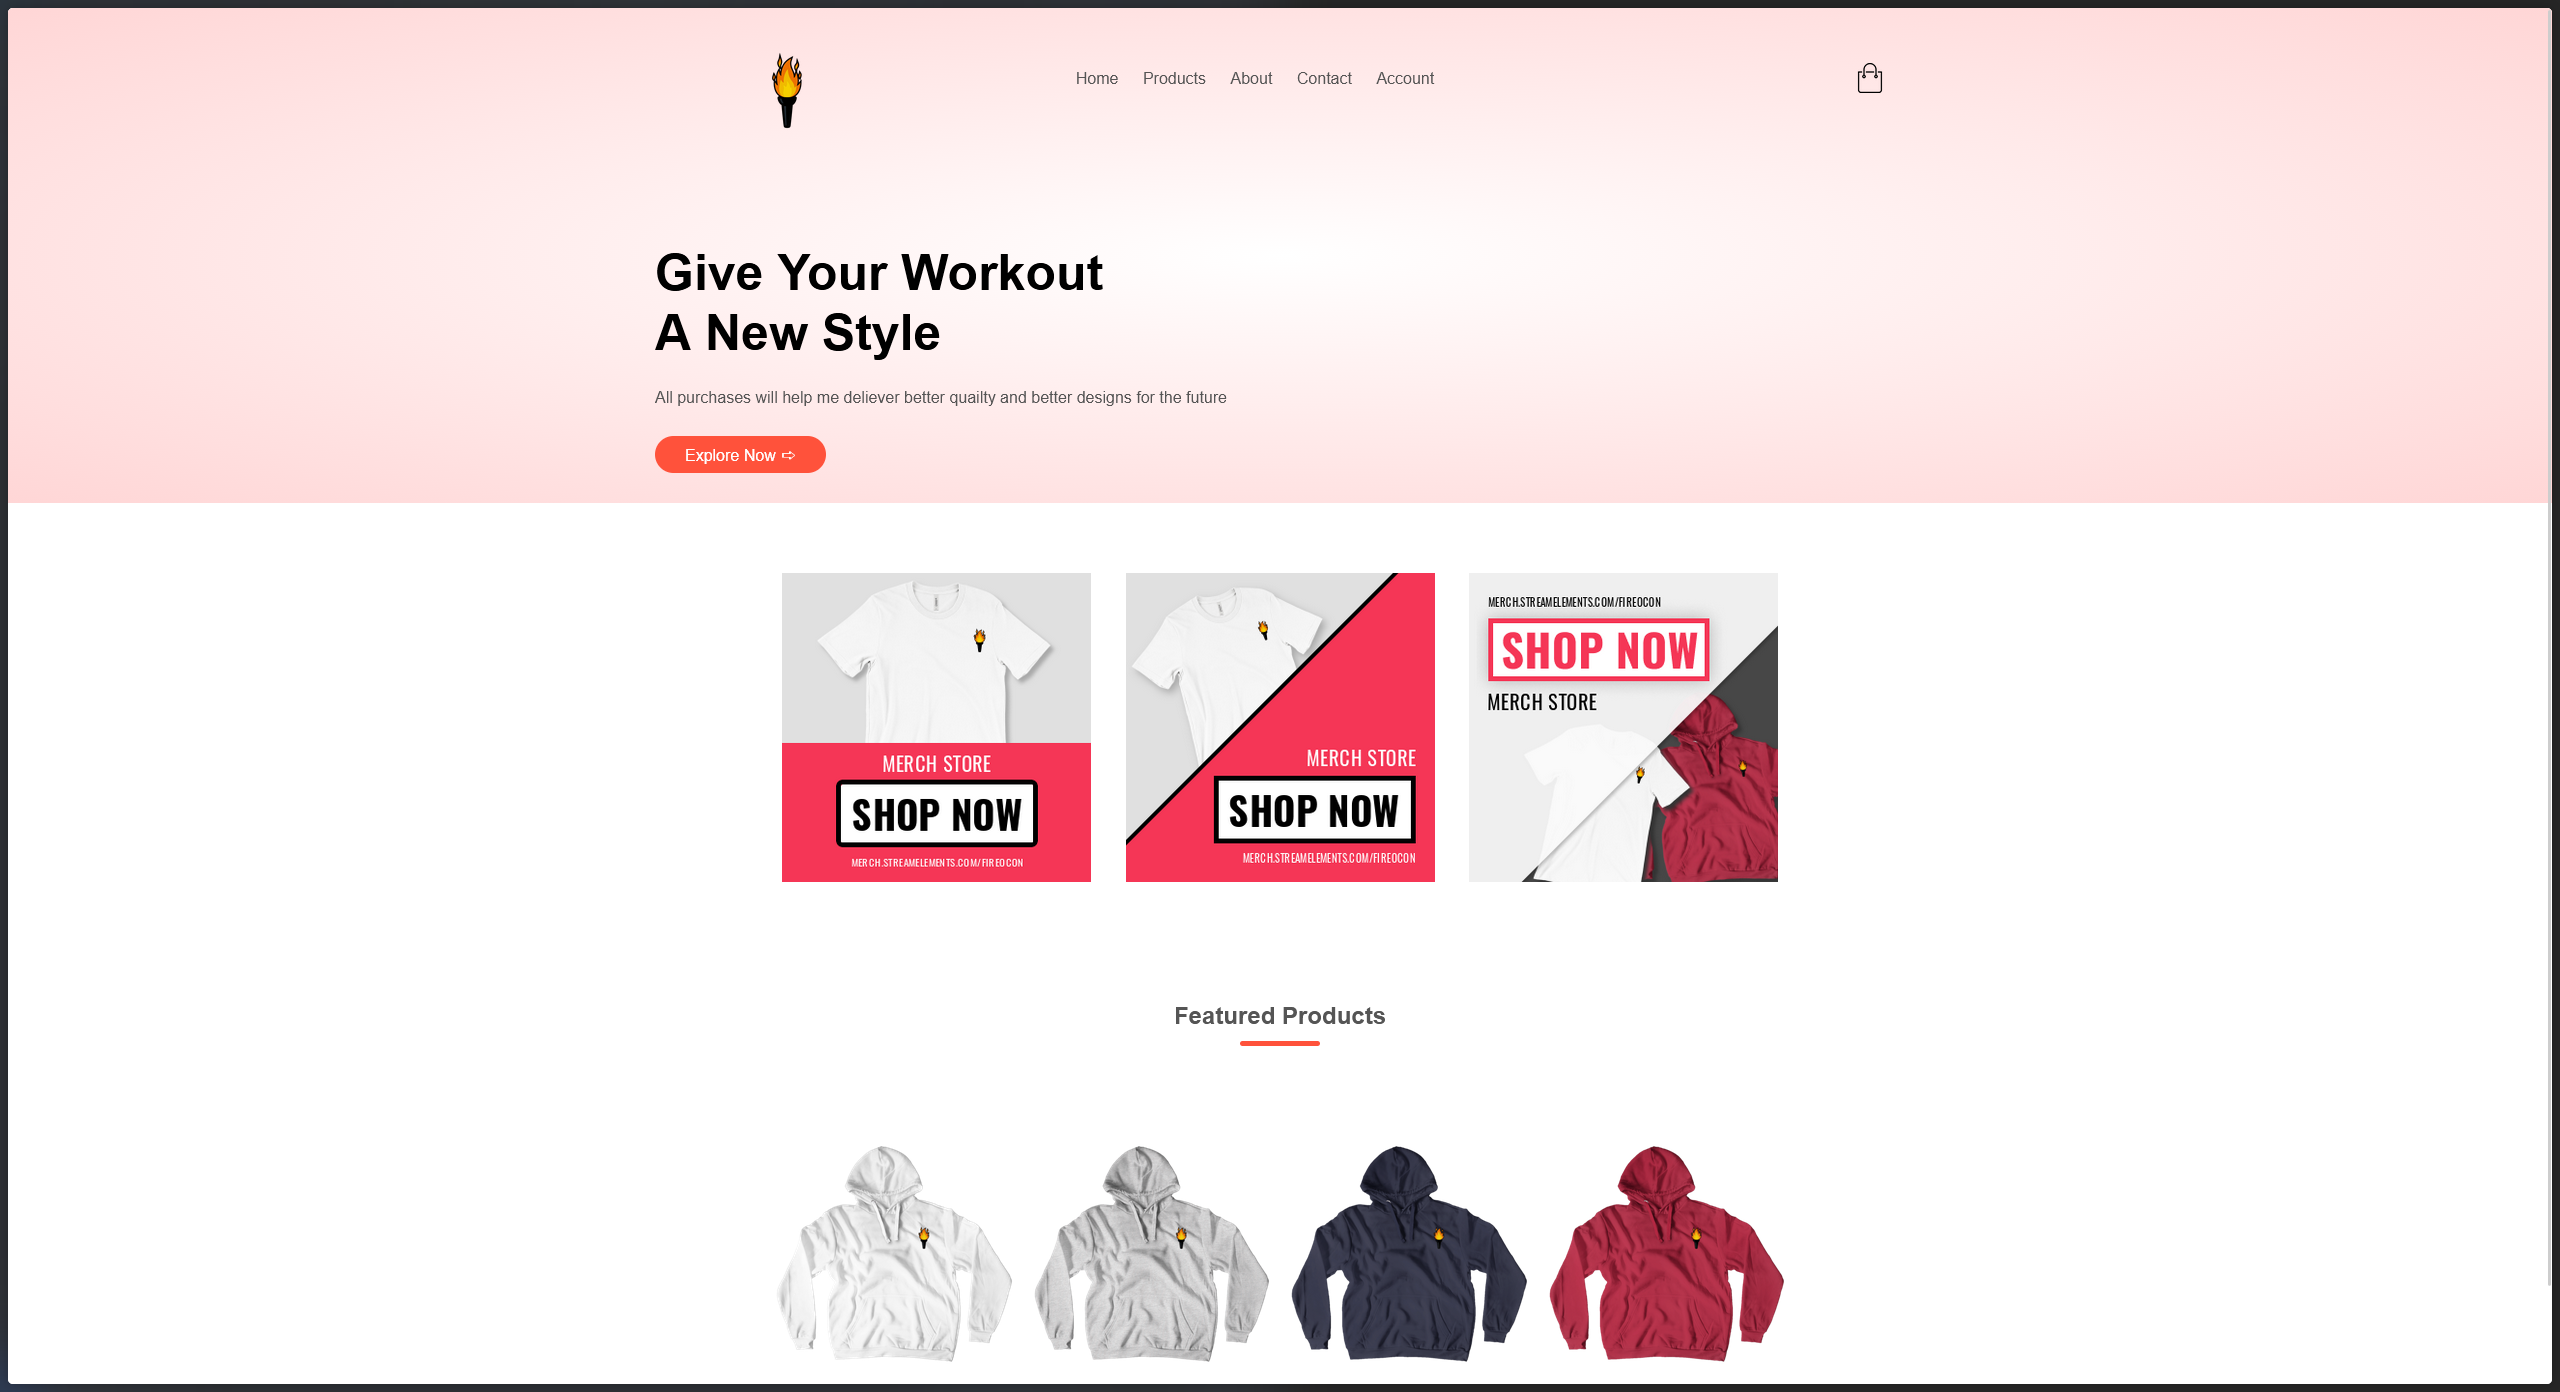 Home Products About Contact Account
Give Your Workout
A New Style
All purchases will help me deliever better quailty and better designs for the future
Explore Now ➩
MERCH STORE
SHOP NOW
MERCH.STREAMELEMENTS.COM/FIREOCON
MERCH STORE
SHOP NOW
MERCH.STREAMELEMENTS.COM/FIREOCON
MERCH.STREAMELEMENTS.COM/FIREOCON
SHOP NOW
MERCH STORE
Featured Products